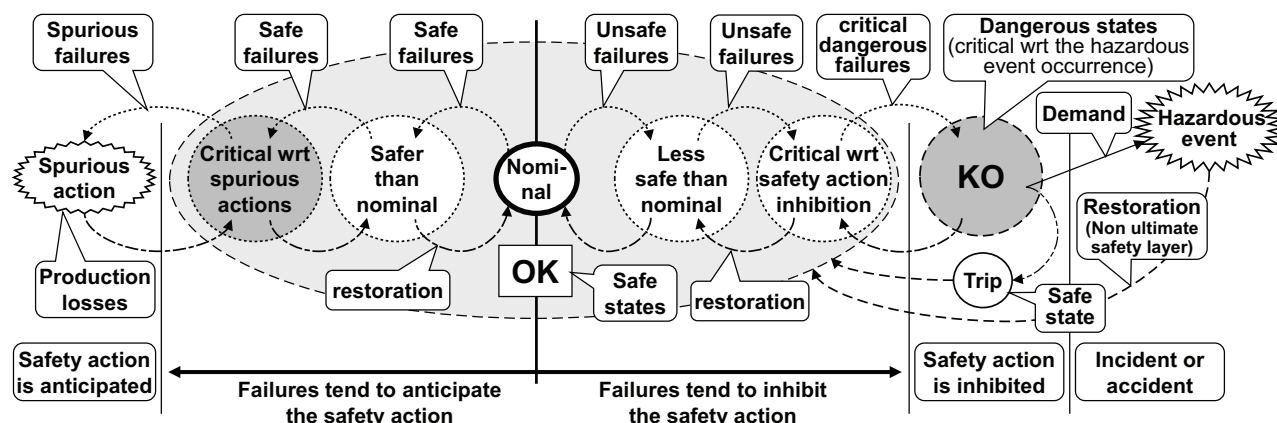 Spurious
failures
Safe
failures
Safe
failures
Unsafe
failures
Unsafe
failures
critical
dangerous
failures
Dangerous states
(critical wrt the hazardous
event occurrence)
Demand
Hazardous
event
Spurious
action
Critical wrt
spurious
actions
Safer
than
nominal
Nomi-
nal
Less
safe than
nominal
Critical wrt
safety action
inhibition
KO
Restoration
(Non ultimate
safety layer)
Production
losses
restoration
OK
Safe
states
restoration
Trip
Safe
state
Safety action
is anticipated
Failures tend to anticipate
the safety action
Failures tend to inhibit
the safety action
Safety action
is inhibited
Incident or
accident